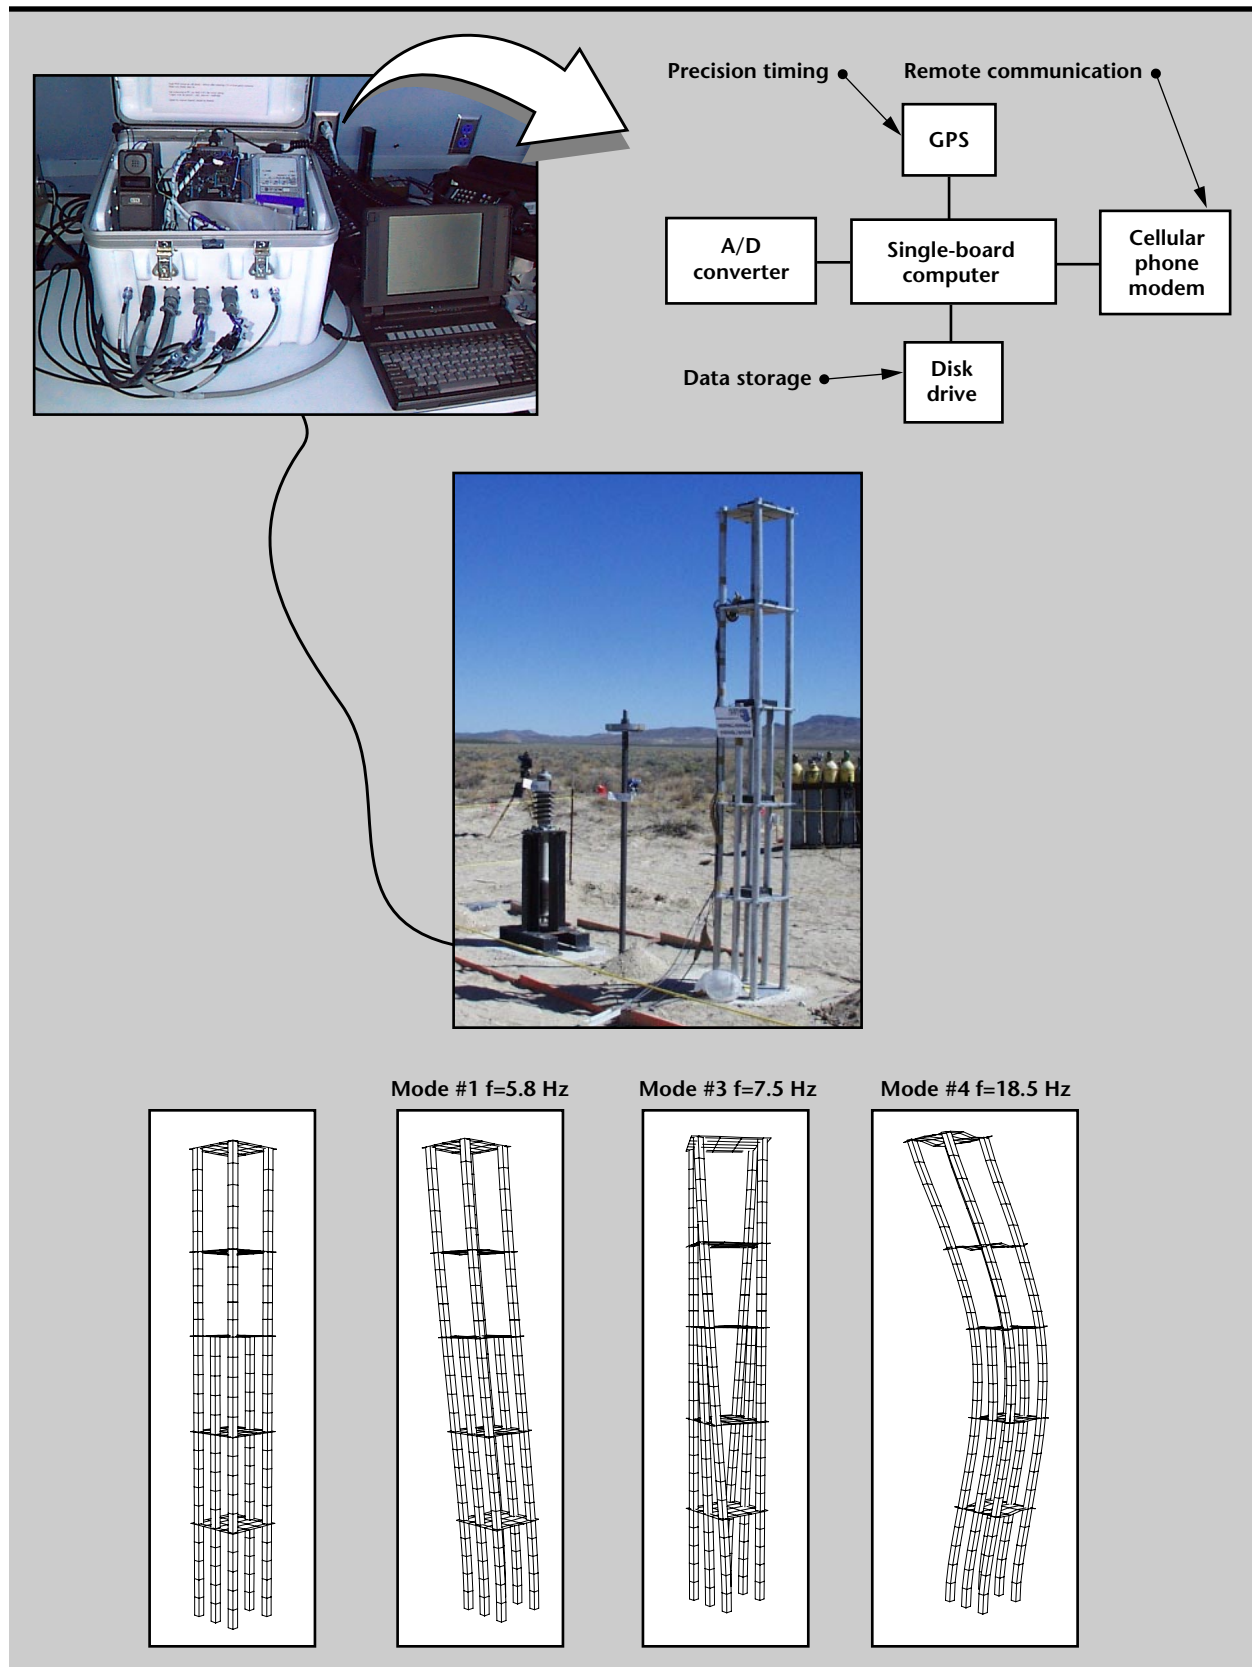 Precision timing
Remote communication
GPS
A/D
converter
Single-board
computer
Cellular
phone
modem
Data storage
Disk
drive
Mode #1 f=5.8 Hz
Mode #3 f=7.5 Hz
Mode #4 f=18.5 Hz